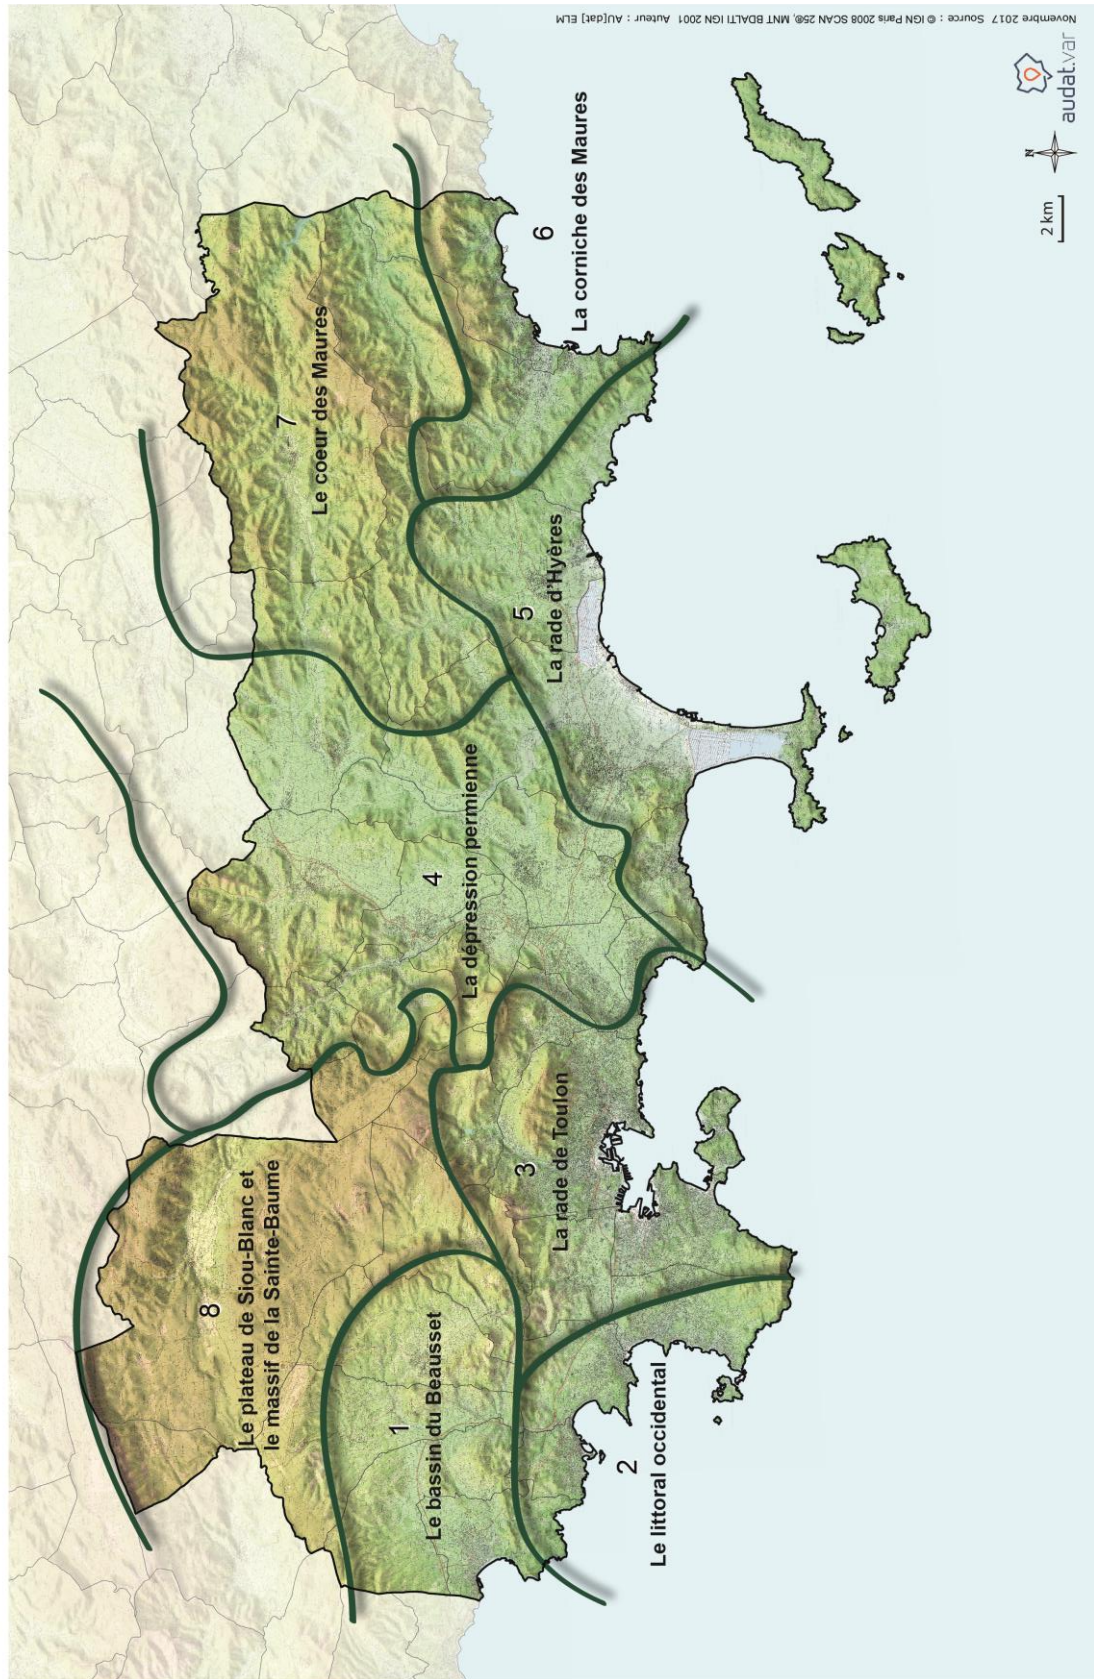 1
Le bassin du Beausset
2
Le littoral occidental
3
La rade de Toulon
4
La dépression permienne
5
La rade d'Hyères
6
La corniche des Maures
7
Le coeur des Maures
8
Le plateau de Siou-Blanc et
le massif de la Sainte-Baume
2 km
N
audat.var
Novembre 2017 Source : © IGN Paris 2008 SCAN 25®, MNT BDALTI IGN 2001 Auteur : AU[dat] ELM